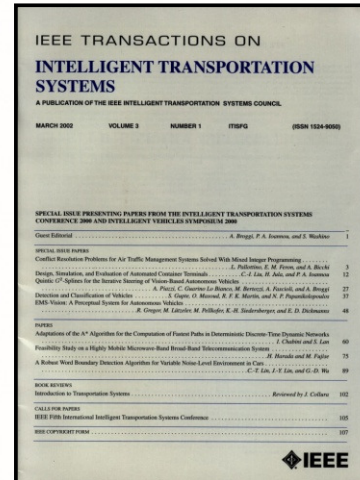 IEEE TRANSACTIONS ON
INTELLIGENT TRANSPORTATION
SYSTEMS
A PUBLICATION OF THE IEEE INTELLIGENT TRANSPORTATION SYSTEMS COUNCIL
MARCH 2002 VOLUME 3 NUMBER 1 ITISFG (ISSN 1524-9050)
SPECIAL ISSUE PRESENTING PAPERS FROM THE INTELLIGENT TRANSPORTATION SYSTEMS
CONFERENCE 2000 AND INTELLIGENT VEHICLES SYMPOSIUM 2000
Guest Editorial A. Broggi, P. A. Ioannou, and S. Washino 1
SPECIAL ISSUE PAPERS
Conflict Resolution Problems for Air Traffic Management Systems Solved With Mixed Integer Programming
L. Pallottino, E. M. Feron, and A. Bicchi 3
Design, Simulation, and Evaluation of Automated Container Terminals C.-I. Liu, H. Jula, and P. A. Ioannou 12
Quintic G²-Splines for the Iterative Steering of Vision-Based Autonomous Vehicles
A. Piazzi, C. Guarino Lo Bianco, M. Bertozzi, A. Fascioli, and A. Broggi 27
Detection and Classification of Vehicles S. Gupte, O. Masoud, R. F. K. Martin, and N. P. Papanikolopoulos 37
EMS-Vision: A Perceptual System for Autonomous Vehicles
R. Gregor, M. Lützeler, M. Pellkofer, K.-H. Siedersberger, and E. D. Dickmanns 48
PAPERS
Adaptations of the A* Algorithm for the Computation of Fastest Paths in Deterministic Discrete-Time Dynamic Networks
I. Chabini and S. Lan 60
Feasibility Study on a Highly Mobile Microwave-Band Broad-Band Telecommunication System
H. Harada and M. Fujise 75
A Robust Word Boundary Detection Algorithm for Variable Noise-Level Environment in Cars
C.-T. Lin, J.-Y. Lin, and G.-D. Wu 89
BOOK REVIEWS
Introduction to Transportation Systems Reviewed by J. Collura 102
CALLS FOR PAPERS
IEEE Fifth International Intelligent Transportation Systems Conference 105
IEEE COPYRIGHT FORM 107
IEEE